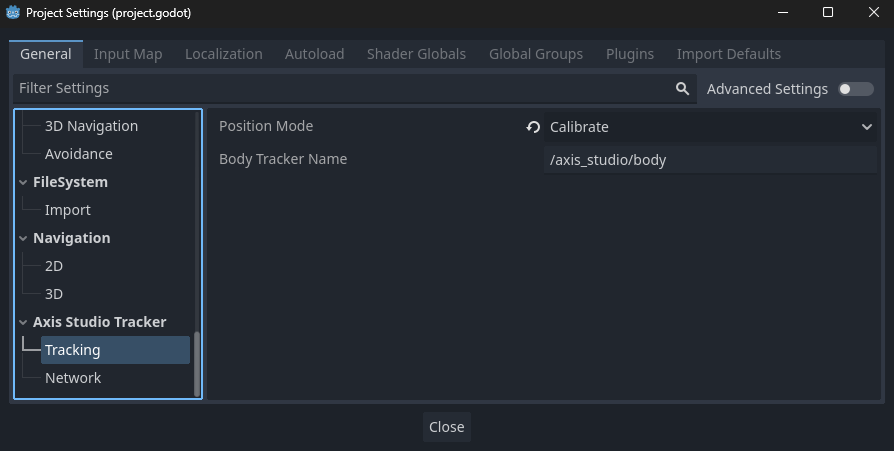 Project Settings (project.godot)
General Input Map Localization Autoload Shader Globals Global Groups Plugins Import Defaults
Filter Settings Advanced Settings
3D Navigation
Avoidance
FileSystem
Import
Navigation
2D
3D
Axis Studio Tracker
Tracking
Network
Position Mode Calibrate
Body Tracker Name /axis_studio/body
Close